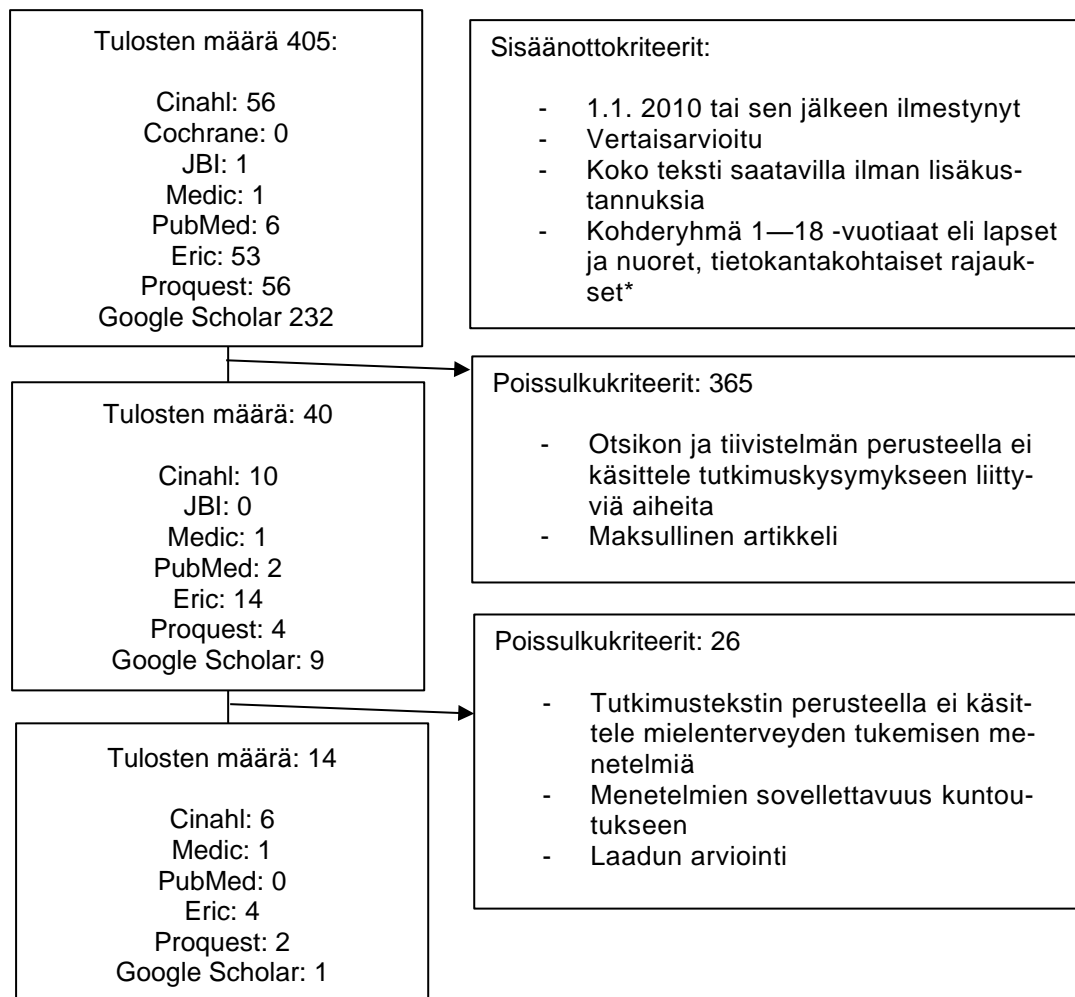 Tulosten määrä 405:
Cinahl: 56
Cochrane: 0
JBI: 1
Medic: 1
PubMed: 6
Eric: 53
Proquest: 56
Google Scholar 232
Sisäänottokriteerit:
- 1.1. 2010 tai sen jälkeen ilmestynyt
- Vertaisarvioitu
- Koko teksti saatavilla ilman lisäkus-
tannuksia
- Kohderyhmä 1—18 -vuotiaat eli lapset
ja nuoret, tietokantakohtaiset rajauk-
set*
Tulosten määrä: 40
Cinahl: 10
JBI: 0
Medic: 1
PubMed: 2
Eric: 14
Proquest: 4
Google Scholar: 9
Poissulkukriteerit: 365
- Otsikon ja tiivistelmän perusteella ei
käsittele tutkimuskysymykseen liitty-
viä aiheita
- Maksullinen artikkeli
Tulosten määrä: 14
Cinahl: 6
Medic: 1
PubMed: 0
Eric: 4
Proquest: 2
Google Scholar: 1
Poissulkukriteerit: 26
- Tutkimustekstin perusteella ei käsit-
tele mielenterveyden tukemisen me-
netelmiä
- Menetelmien sovellettavuus kuntou-
tukseen
- Laadun arviointi